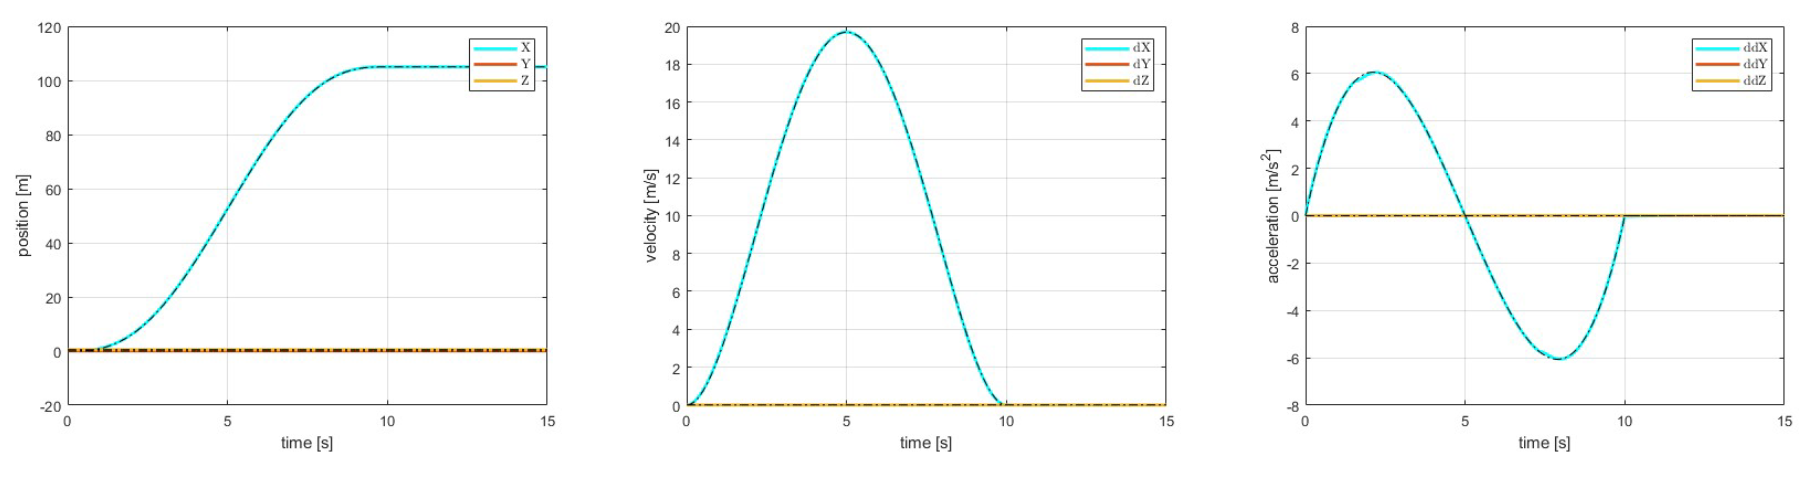 120
100
80
60
40
20
0
-20
position [m]
0 5 10 15
time [s]
X
Y
Z
20
18
16
14
12
10
8
6
4
2
0
velocity [m/s]
0 5 10 15
time [s]
dX
dY
dZ
8
6
4
2
0
-2
-4
-6
-8
acceleration [m/s²]
0 5 10 15
time [s]
ddX
ddY
ddZ